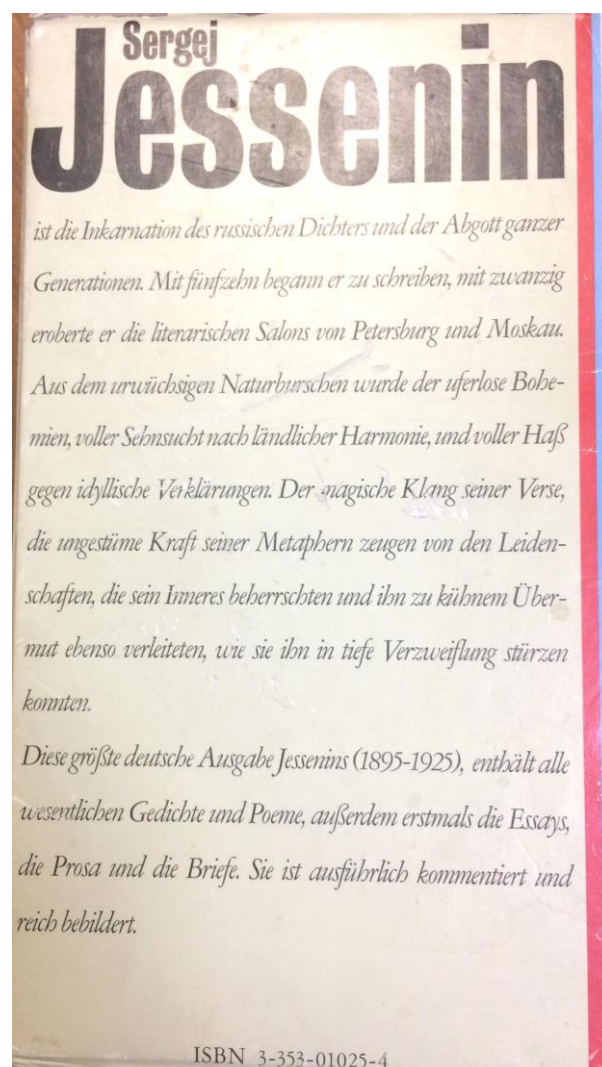 Sergej
Jessenin
ist die Inkarnation des russischen Dichters und der Abgott ganzer
Generationen. Mit fünfzehn begann er zu schreiben, mit zwanzig
eroberte er die literarischen Salons von Petersburg und Moskau.
Aus dem urwüchsigen Naturburschen wurde der uferlose Bohe-
mien, voller Sehnsucht nach ländlicher Harmonie, und voller Haß
gegen idyllische Verklärungen. Der magische Klang seiner Verse,
die ungestüme Kraft seiner Metaphern zeugen von den Leiden-
schaften, die sein Inneres beherrschten und ihn zu kühnem Über-
mut ebenso verleiteten, wie sie ihn in tiefe Verzweiflung stürzen
konnten.
Diese größte deutsche Ausgabe Jessenins (1895-1925), enthält alle
wesentlichen Gedichte und Poeme, außerdem erstmals die Essays,
die Prosa und die Briefe. Sie ist ausführlich kommentiert und
reich bebildert.
ISBN 3-353-01025-4